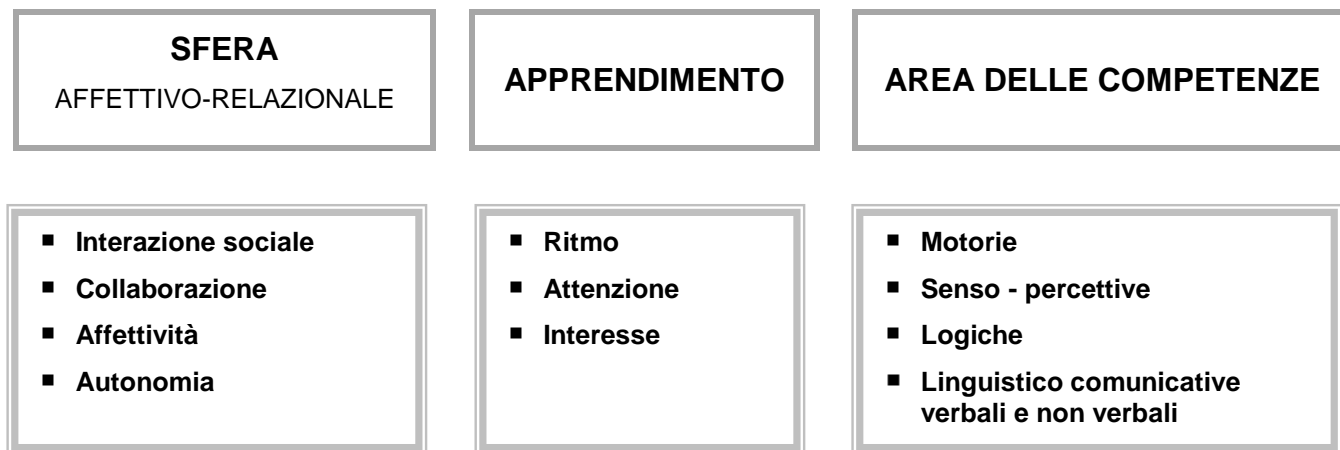 SFERA
AFFETTIVO-RELAZIONALE
APPRENDIMENTO
AREA DELLE COMPETENZE
▪ Interazione sociale
▪ Collaborazione
▪ Affettività
▪ Autonomia
▪ Ritmo
▪ Attenzione
▪ Interesse
▪ Motorie
▪ Senso - percettive
▪ Logiche
▪ Linguistico comunicative
verbali e non verbali